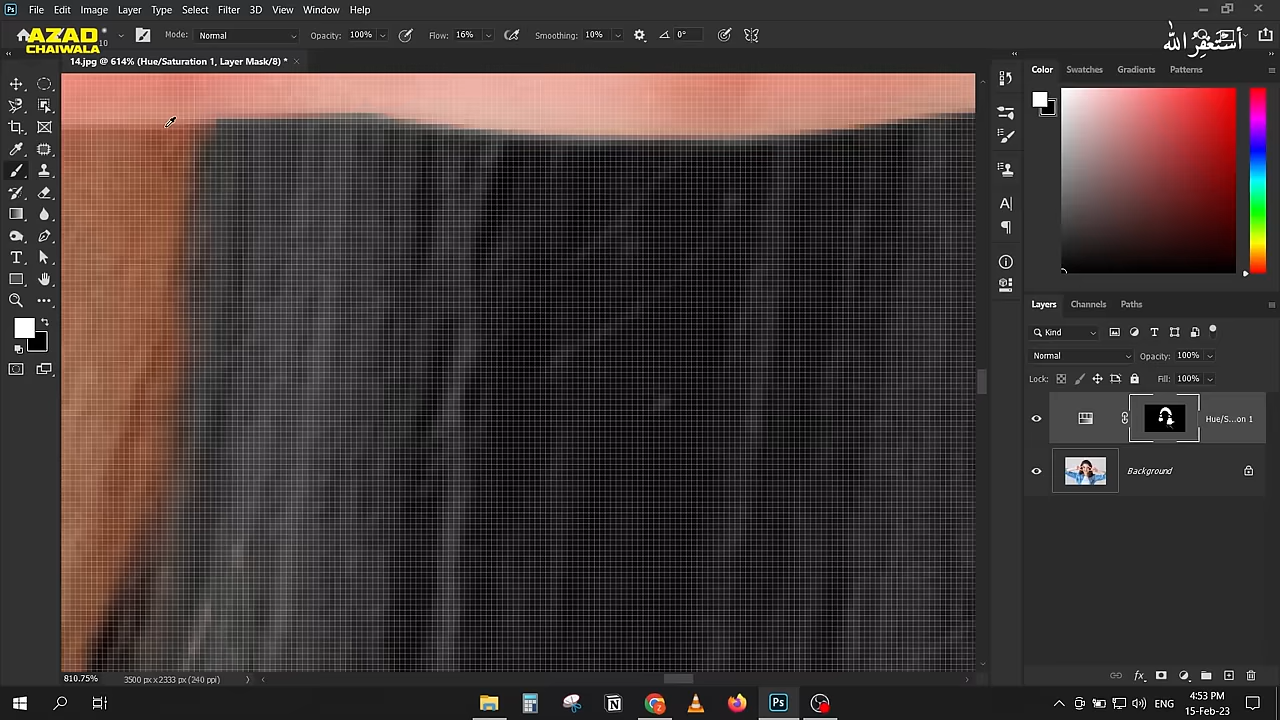 Ps File Edit Image Layer Type Select Filter 3D View Window Help
AZAD
CHAIWALA
أستغفر الله
10 Mode: Normal Opacity: 100% Flow: 16% Smoothing: 10% 0°
14.jpg @ 614% (Hue/Saturation 1, Layer Mask/8) *
Color Swatches Gradients Patterns
Layers Channels Paths
Kind
Normal Opacity: 100%
Lock: Fill: 100%
Hue/S...on 1
Background
810.75% 3500 px x 2333 px (240 ppi)
ENG
4:53 PM
15-Feb-23